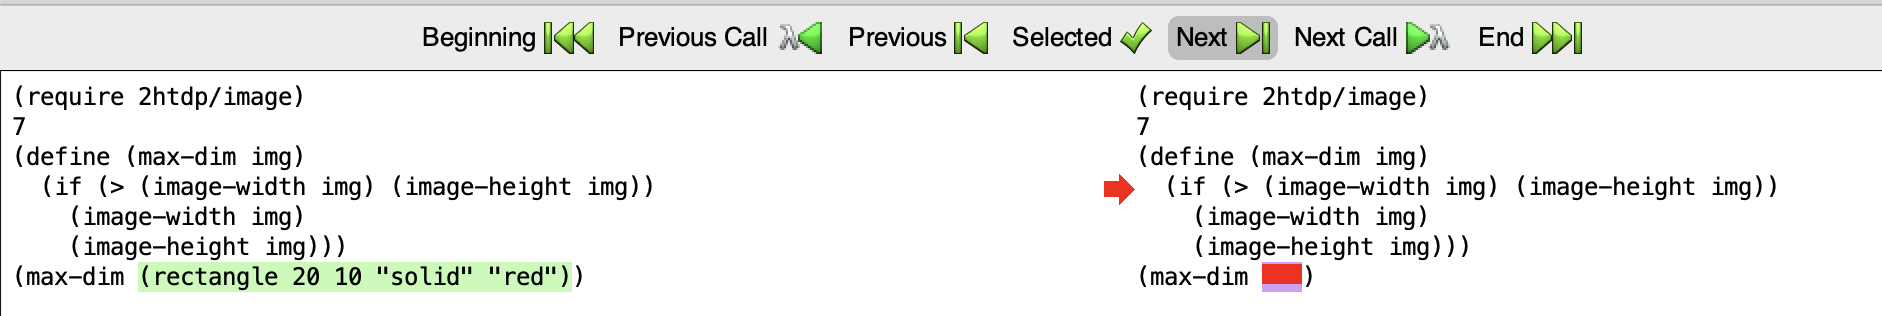 Beginning Previous Call Previous Selected Next Next Call End
(require 2htdp/image)
7
(define (max-dim img)
  (if (> (image-width img) (image-height img))
    (image-width img)
    (image-height img)))
(max-dim (rectangle 20 10 "solid" "red"))
(require 2htdp/image)
7
(define (max-dim img)
  (if (> (image-width img) (image-height img))
    (image-width img)
    (image-height img)))
(max-dim )